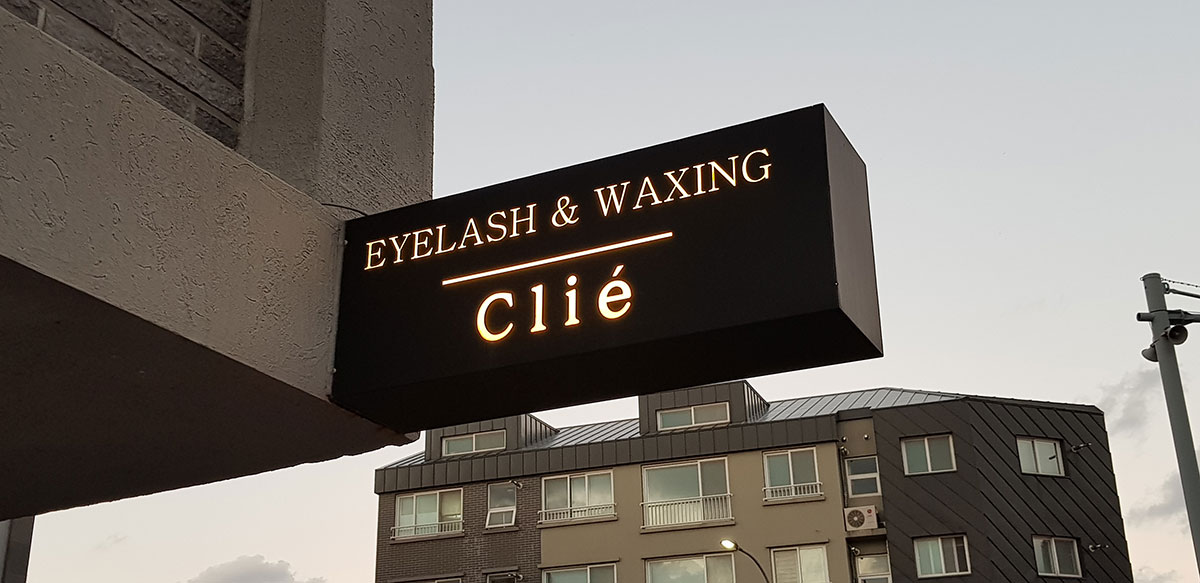 EYELASH & WAXING
Clié